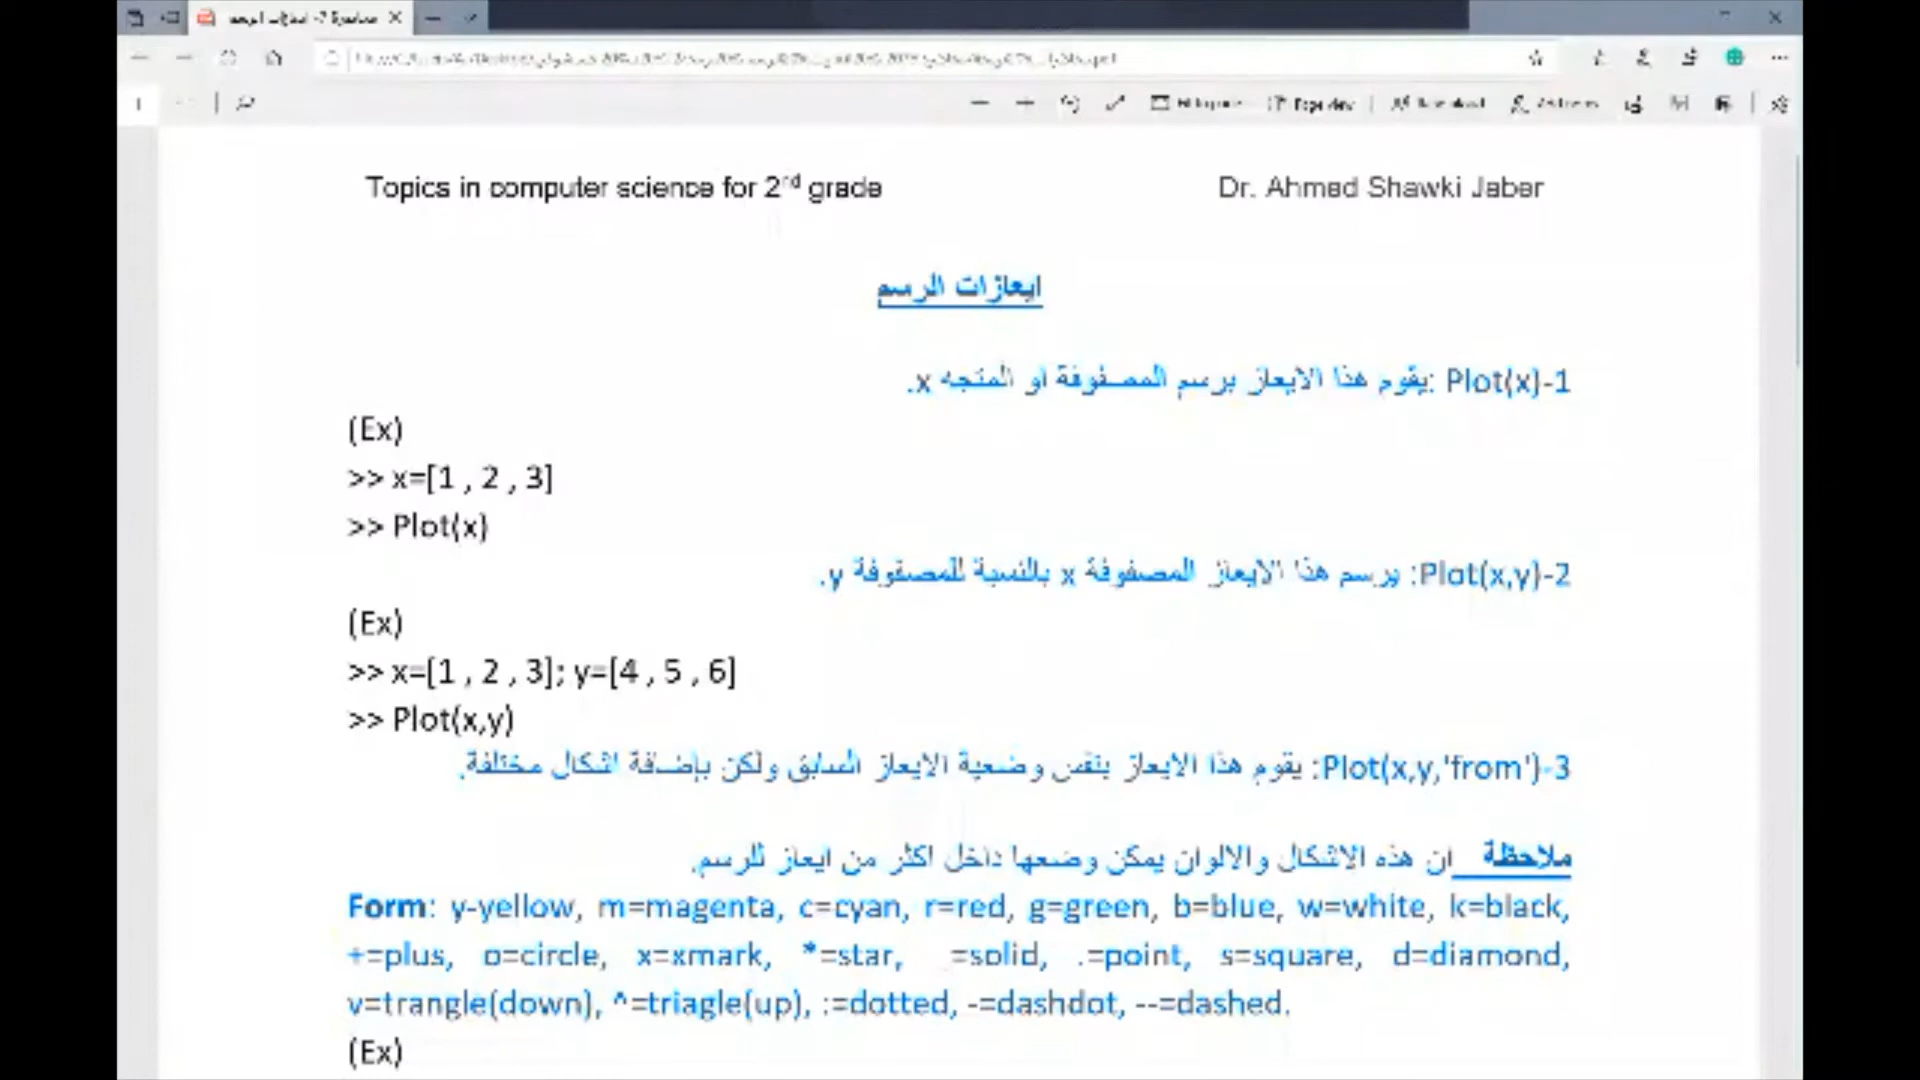 Page view
Topics in computer science for 2nd grade
Dr. Ahmed Shawki Jaber
ايعازات الرسم
1-Plot(x) :يقوم هذا الايعاز برسم المصفوفة او المتجه x.
(Ex)
>> x=[1 , 2 , 3]
>> Plot(x)
2-Plot(x,y): يرسم هذا الايعاز المصفوفة x بالنسبة للمصفوفة y.
(Ex)
>> x=[1 , 2 , 3]; y=[4 , 5 , 6]
>> Plot(x,y)
3-Plot(x,y,'from'): يقوم هذا الايعاز بنفس وضعية الايعاز السابق ولكن بإضافة اشكال مختلفة.
ملاحظة ان هذه الاشكال والالوان يمكن وضعها داخل اكثر من ايعاز للرسم.
Form: y-yellow, m=magenta, c=cyan, r=red, g=green, b=blue, w=white, k=black,
+=plus, o=circle, x=xmark, *=star, _=solid, .=point, s=square, d=diamond,
v=trangle(down), ^=triagle(up), :=dotted, -=dashdot, --=dashed.
(Ex)